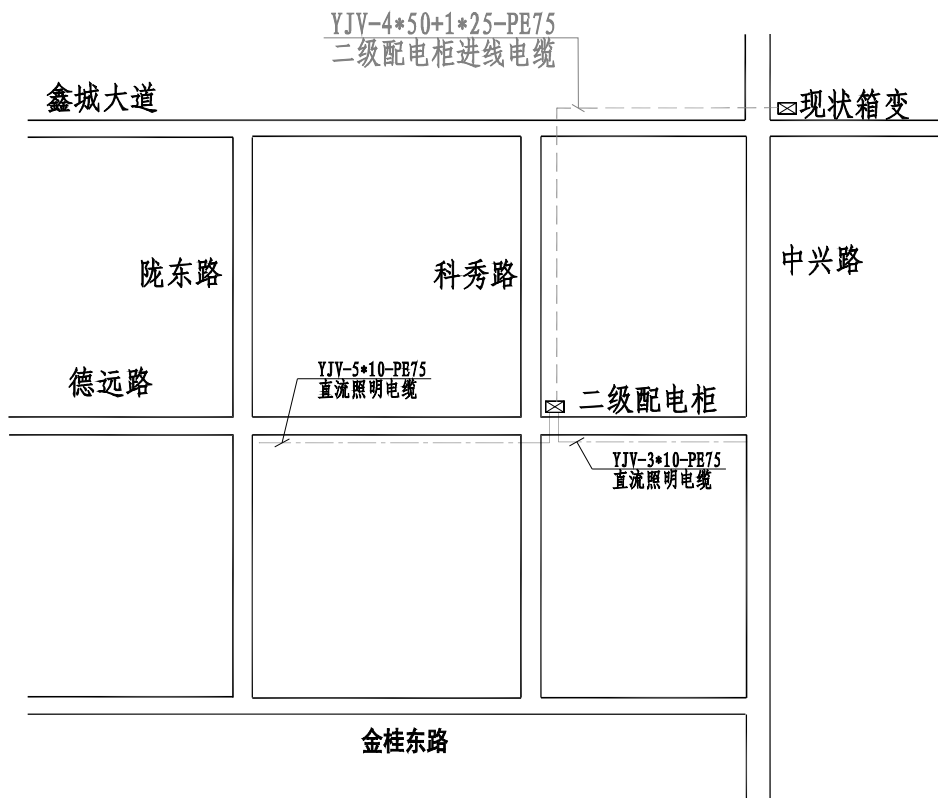 YJV-4*50+1*25-PE75
二级配电柜进线电缆
鑫城大道
现状箱变
陇东路
科秀路
中兴路
德远路
YJV-5*10-PE75
直流照明电缆
二级配电柜
YJV-3*10-PE75
直流照明电缆
金桂东路